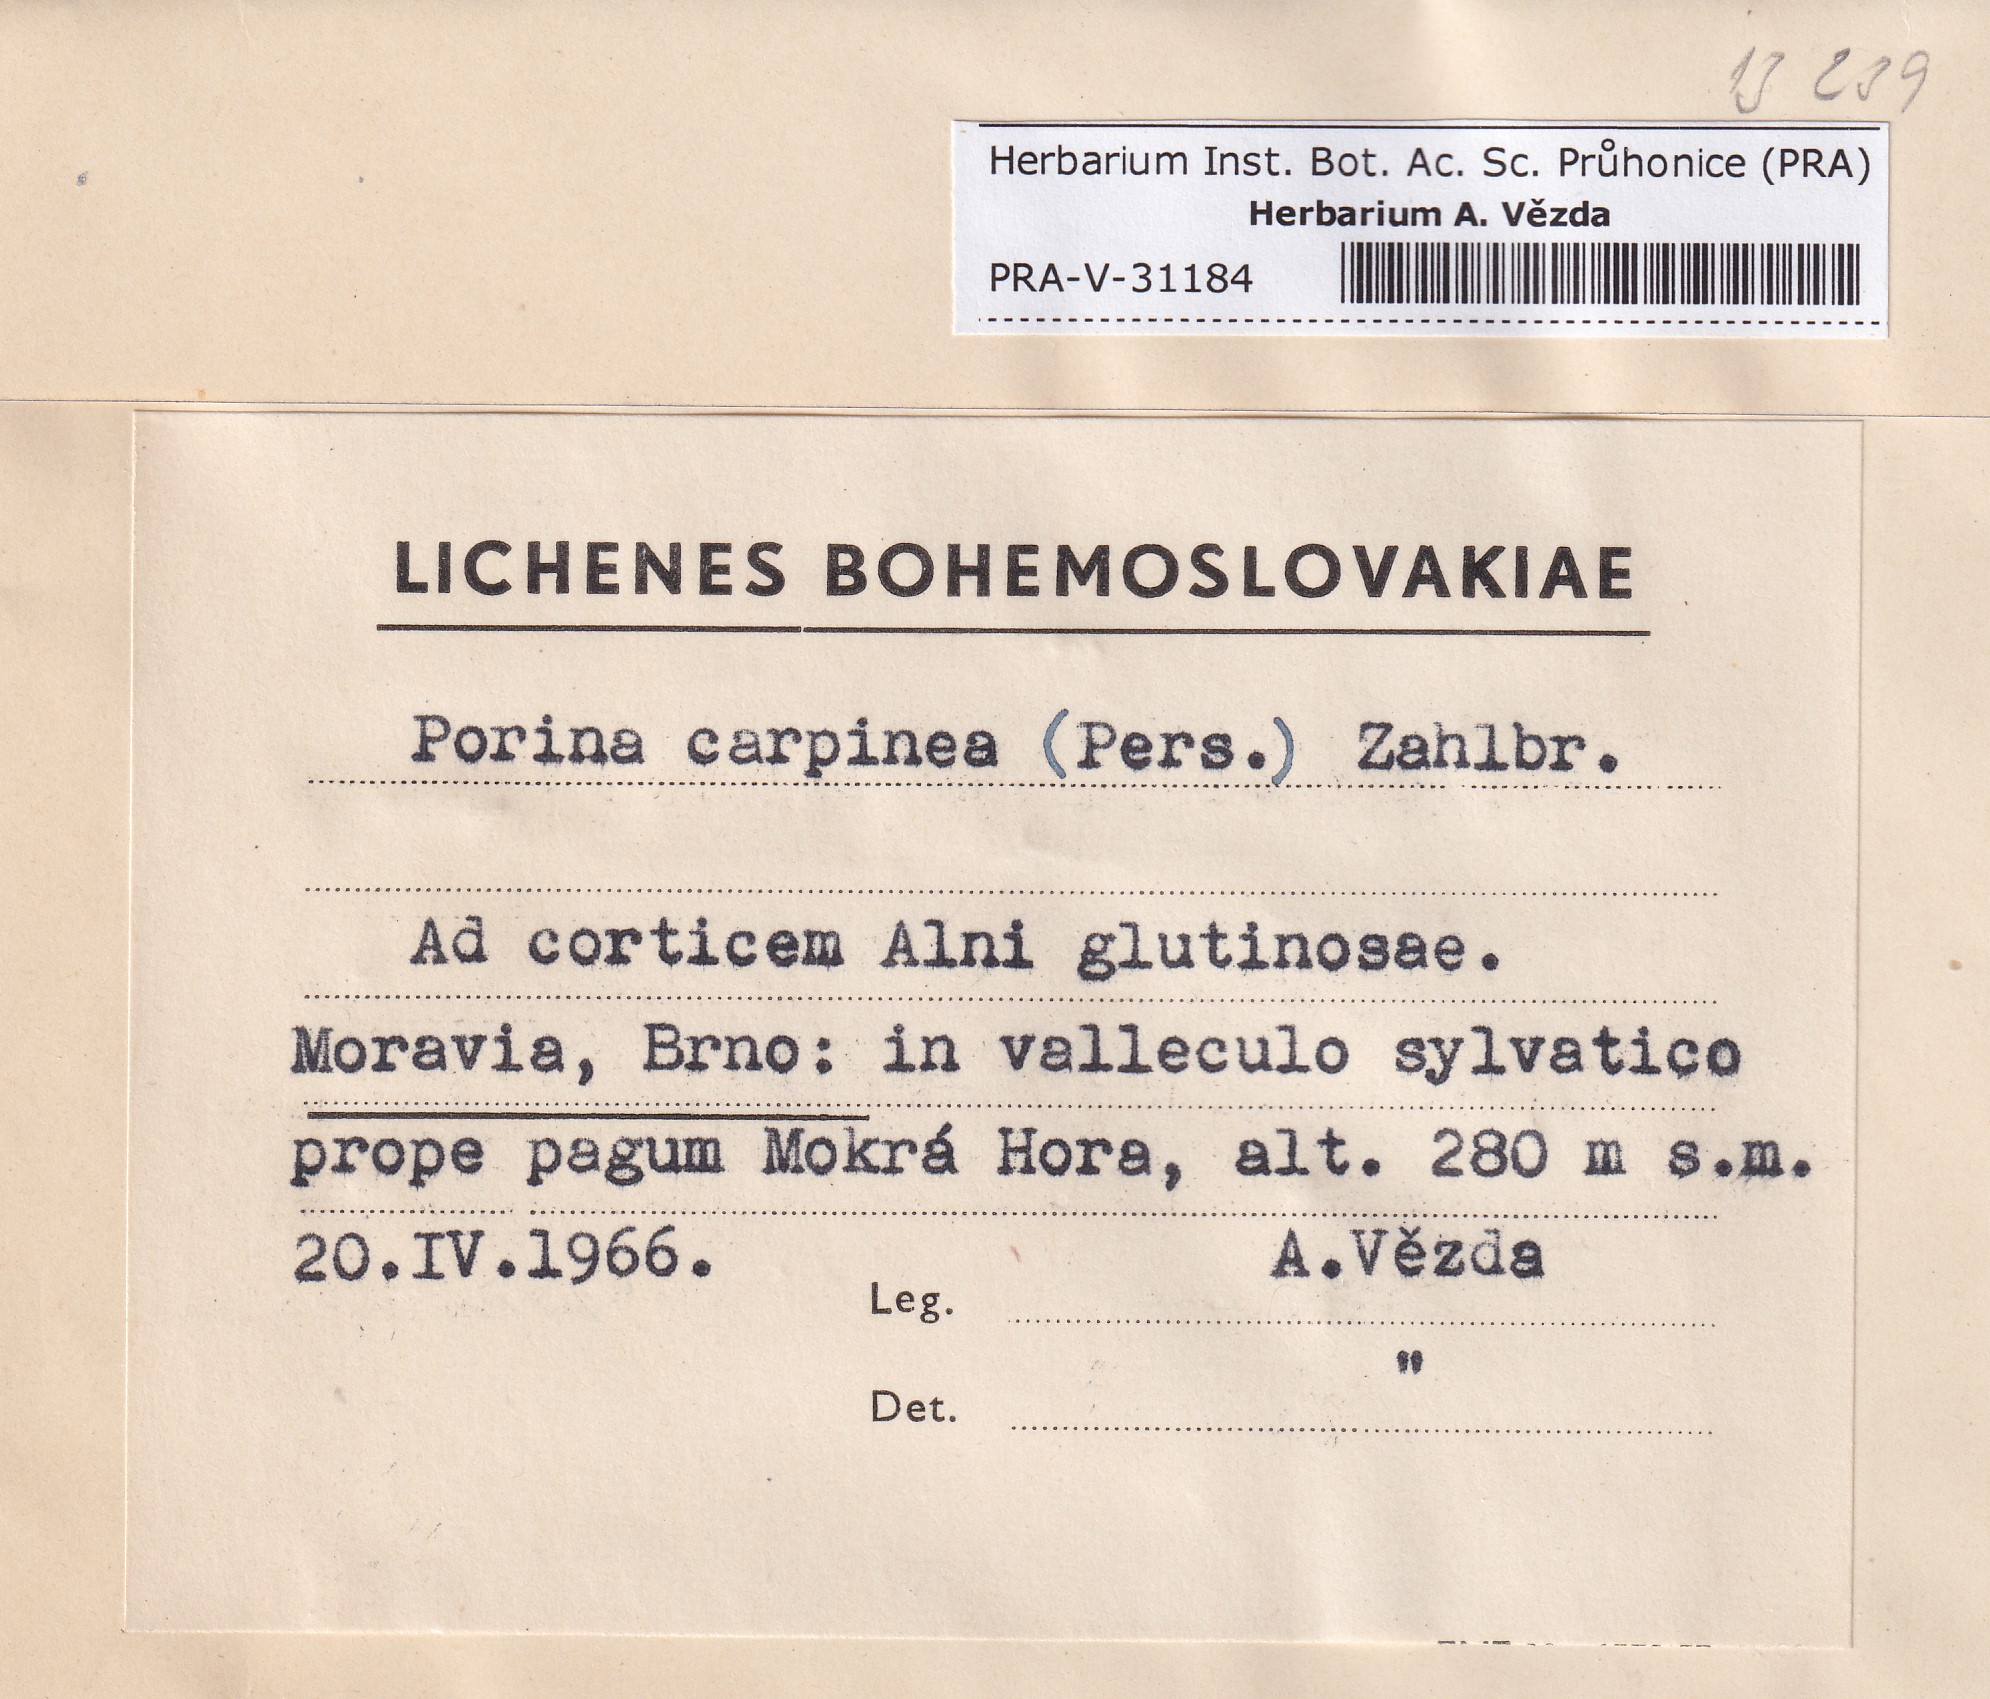 13 239
Herbarium Inst. Bot. Ac. Sc. Průhonice (PRA)
Herbarium A. Vězda
PRA-V-31184
LICHENES BOHEMOSLOVAKIAE
Porina carpinea (Pers.) Zahlbr.
Ad corticem Alni glutinosae.
Moravia, Brno: in valleculo sylvatico
prope pagum Mokrá Hora, alt. 280 m s.m.
20.IV.1966.
Leg. A.Vězda
Det. "